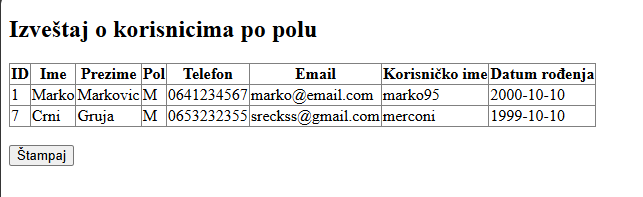 Izveštaj o korisnicima po polu
ID Ime Prezime Pol Telefon Email Korisničko ime Datum rođenja
1 Marko Markovic M 0641234567 marko@email.com marko95 2000-10-10
7 Crni Gruja M 0653232355 sreckss@gmail.com merconi 1999-10-10
Štampaj